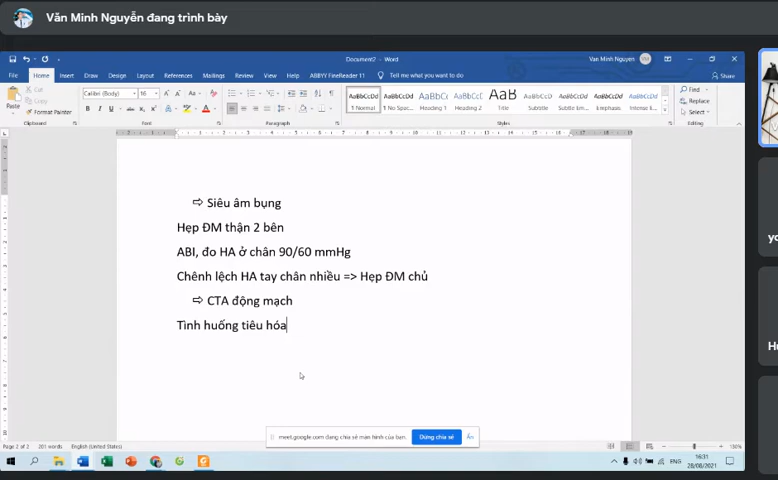 Văn Minh Nguyễn đang trình bày
Document2 - Word
Van Minh Nguyen
VM
File Home Insert Draw Design Layout References Mailings Review View Help ABBYY FineReader 11 Tell me what you want to do
Share
Paste
Cut
Copy
Format Painter
Clipboard
Calibri (Body)
16
Font
Paragraph
AaBbCcDd AaBbCcDd AaBbCc AaBbCcD AaB AaBbCcD AaBbCcDd AaBbCcDd AaBbCcDd
¶ Normal ¶ No Spac... Heading 1 Heading 2 Title Subtitle Subtle Em... Emphasis Intense E...
Styles
Find
Replace
Select
Editing
⇨ Siêu âm bụng
Hẹp ĐM thận 2 bên
ABI, đo HA ở chân 90/60 mmHg
Chênh lệch HA tay chân nhiều => Hẹp ĐM chủ
⇨ CTA động mạch
Tình huống tiêu hóa
meet.google.com đang chia sẻ màn hình của bạn.
Dừng chia sẻ
Ẩn
Page 2 of 2 201 words English (United States)
130%
ENG
16:31
28/08/2021